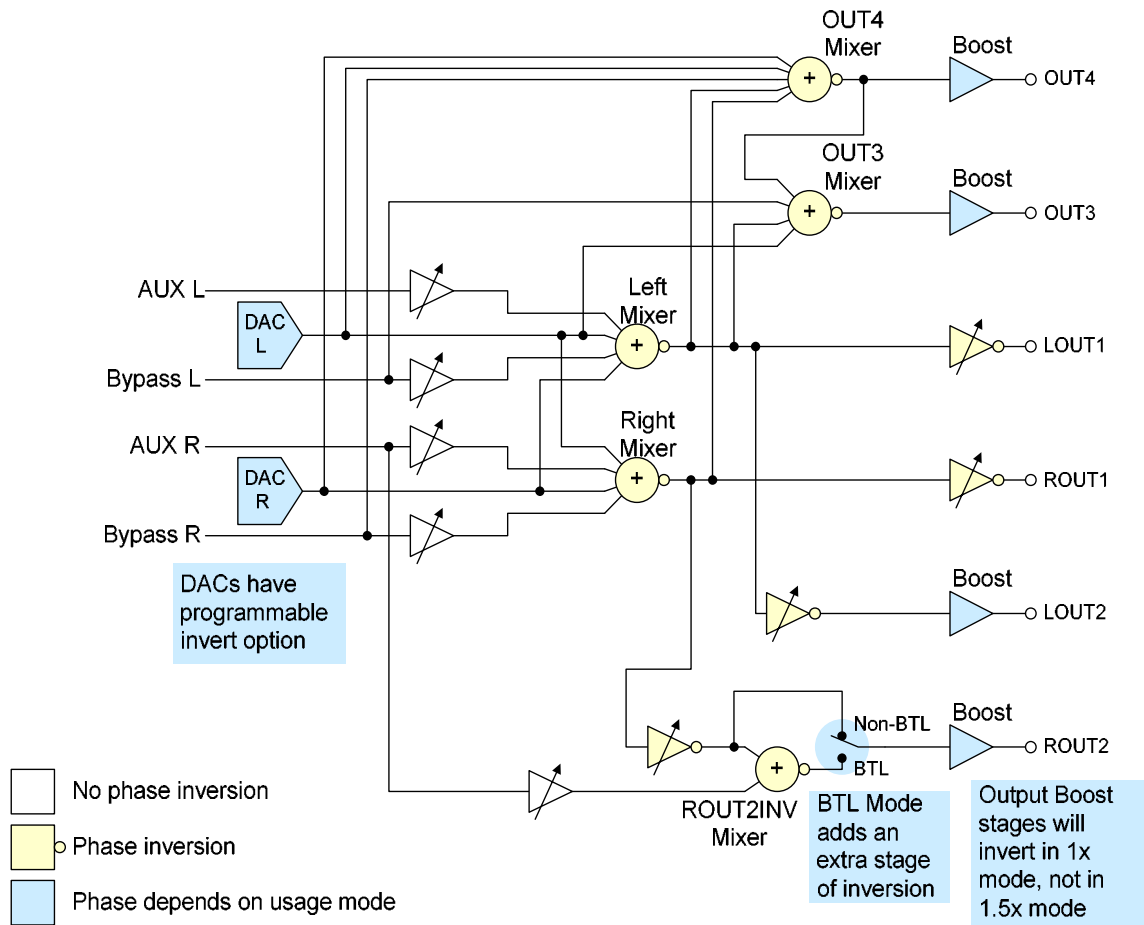 OUT4
Mixer
Boost
OUT4
OUT3
Mixer
Boost
OUT3
AUX L
DAC
L
Bypass L
Left
Mixer
LOUT1
AUX R
DAC
R
Bypass R
Right
Mixer
ROUT1
DACs have
programmable
invert option
Boost
LOUT2
Non-BTL
BTL
Boost
ROUT2
ROUT2INV
Mixer
BTL Mode
adds an
extra stage
of inversion
Output Boost
stages will
invert in 1x
mode, not in
1.5x mode
No phase inversion
Phase inversion
Phase depends on usage mode
+
+
+
+
+